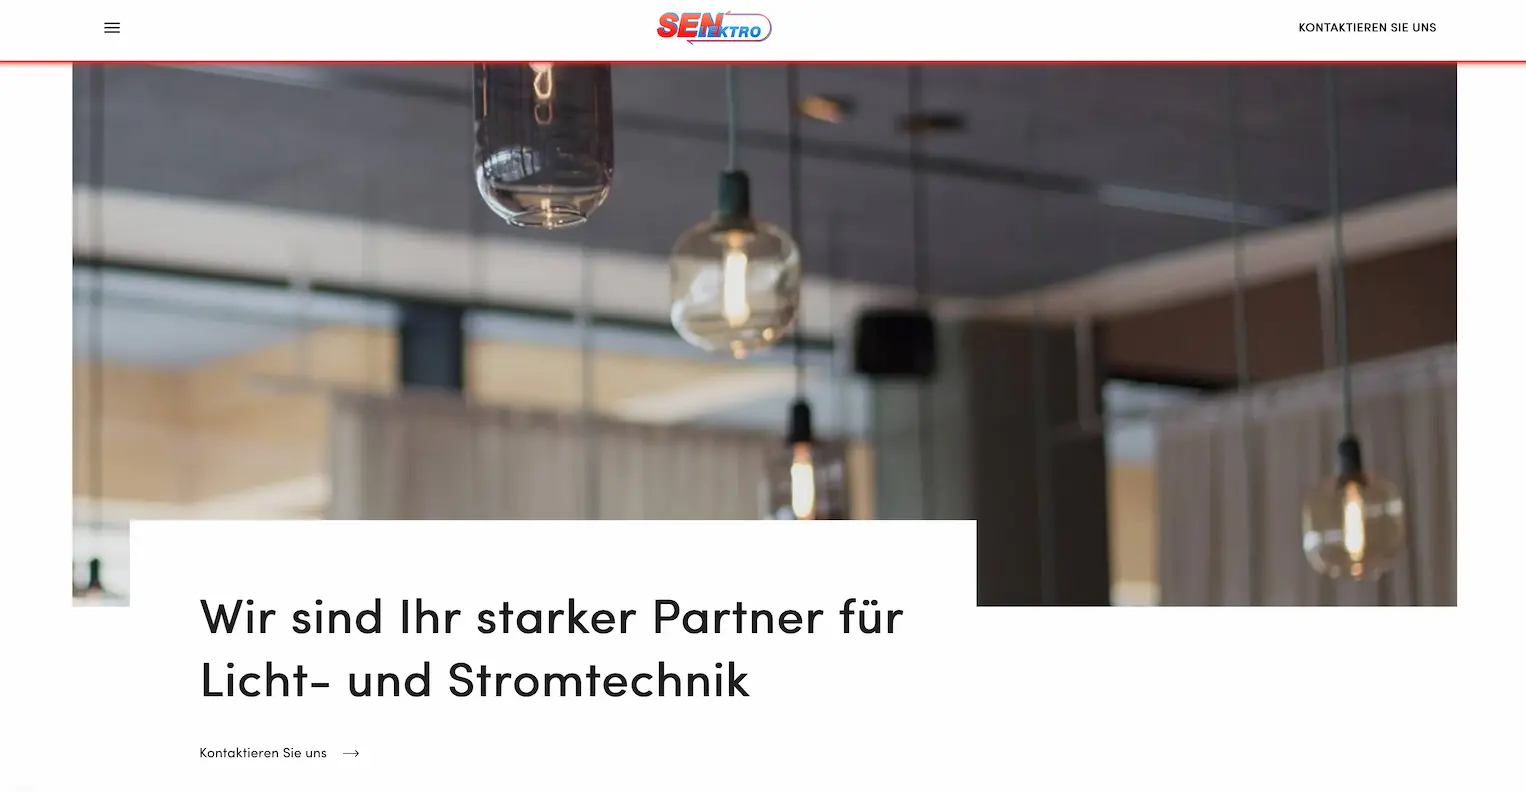 SEN
LEKTRO
KONTAKTIEREN SIE UNS
Wir sind Ihr starker Partner für
Licht- und Stromtechnik
Kontaktieren Sie uns